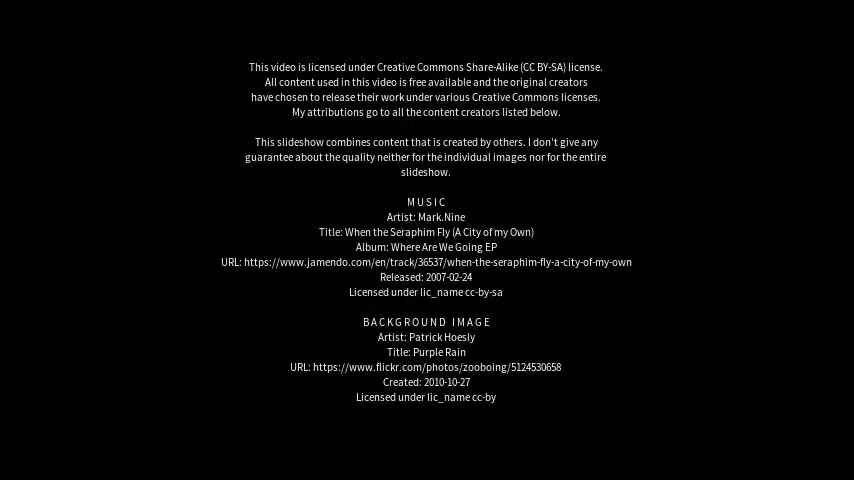 This video is licensed under Creative Commons Share-Alike (CC BY-SA) license.
All content used in this video is free available and the original creators
have chosen to release their work under various Creative Commons licenses.
My attributions go to all the content creators listed below.
This slideshow combines content that is created by others. I don't give any
guarantee about the quality neither for the individual images nor for the entire
slideshow.
MUSIC
Artist: Mark.Nine
Title: When the Seraphim Fly (A City of my Own)
Album: Where Are We Going EP
URL: https://www.jamendo.com/en/track/36537/when-the-seraphim-fly-a-city-of-my-own
Released: 2007-02-24
Licensed under lic_name cc-by-sa
BACKGROUND IMAGE
Artist: Patrick Hoesly
Title: Purple Rain
URL: https://www.flickr.com/photos/zooboing/5124530658
Created: 2010-10-27
Licensed under lic_name cc-by